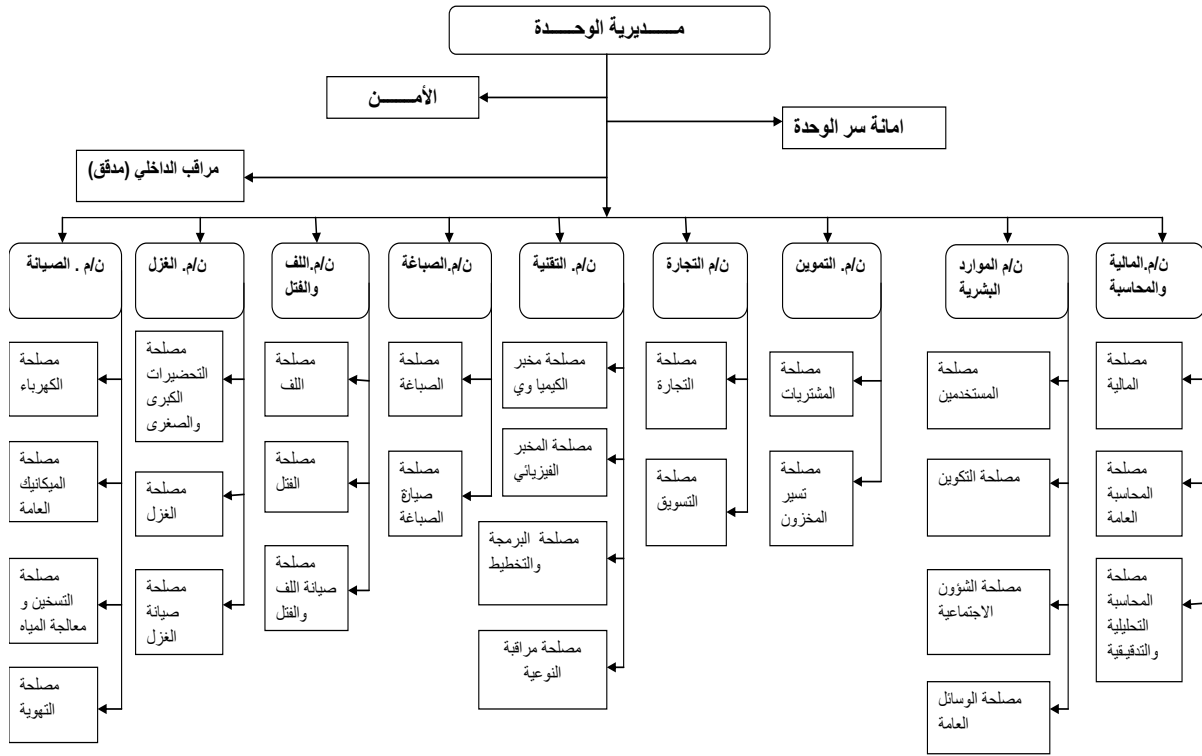 مـــــديرية الوحـــــدة
الأمـــــن
امانة سر الوحدة
مراقب الداخلي (مدقق)
ن/م.المالية
والمحاسبة
ن/م الموارد
البشرية
ن/م. التموين
ن/م التجارة
ن/م. التقنية
ن/م.الصباغة
ن/م.اللف
والفتل
ن/م. الغزل
ن/م . الصيانة
مصلحة
المالية
مصلحة
المحاسبة
العامة
مصلحة
المحاسبة
التحليلية
والتدقيقية
مصلحة
المستخدمين
مصلحة التكوين
مصلحة الشؤون
الاجتماعية
مصلحة الوسائل
العامة
مصلحة
المشتريات
مصلحة
تسير
المخزون
مصلحة
التجارة
مصلحة
التسويق
مصلحة مخبر
الكيميا وي
مصلحة المخبر
الفيزيائي
مصلحة البرمجة
والتخطيط
مصلحة مراقبة
النوعية
مصلحة
الصباغة
مصلحة
صيارة
الصباغة
مصلحة
اللف
مصلحة
الفتل
مصلحة
صيانة اللف
والفتل
مصلحة
التحضيرات
الكبرى
والصغرى
مصلحة
الغزل
مصلحة
صيانة
الغزل
مصلحة
الكهرباء
مصلحة
الميكانيك
العامة
مصلحة
التسخين و
معالجة المياه
مصلحة
التهوية